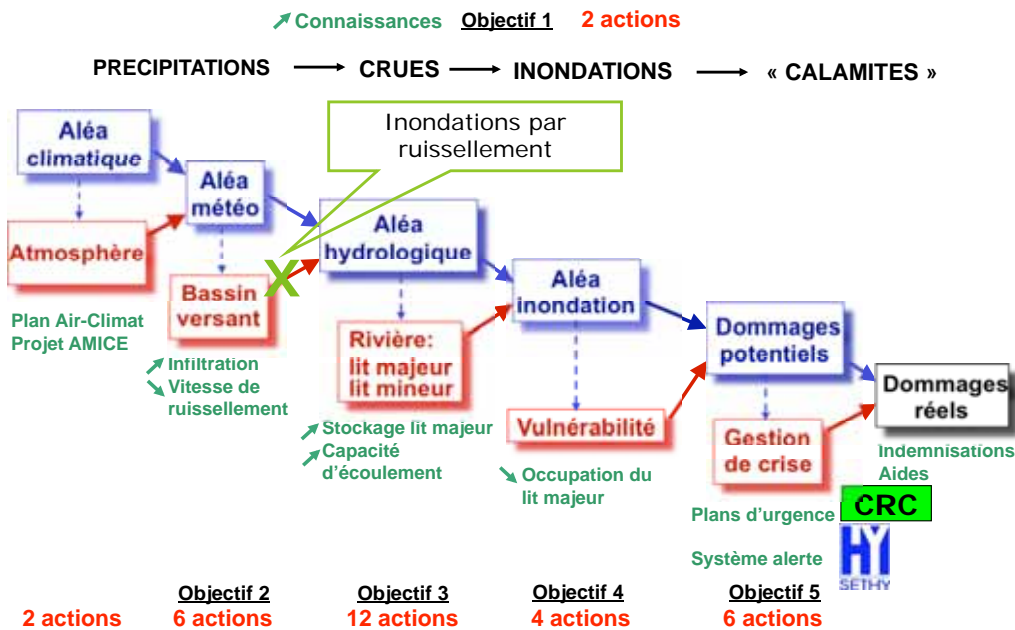 Connaissances Objectif 1 2 actions
PRECIPITATIONS CRUES INONDATIONS « CALAMITES »
Inondations par
ruissellement
Aléa
climatique
Atmosphère
Plan Air-Climat
Projet AMICE
Aléa
météo
Bassin
versant
X
Infiltration
Vitesse de
ruissellement
Aléa
hydrologique
Rivière:
lit majeur
lit mineur
Stockage lit majeur
Capacité
d'écoulement
Aléa
inondation
Vulnérabilité
Occupation du
lit majeur
Dommages
potentiels
Gestion
de crise
Plans d'urgence
CRC
Système alerte
HY
SETHY
Dommages
réels
Indemnisations
Aides
Objectif 2 Objectif 3 Objectif 4 Objectif 5
2 actions 6 actions 12 actions 4 actions 6 actions